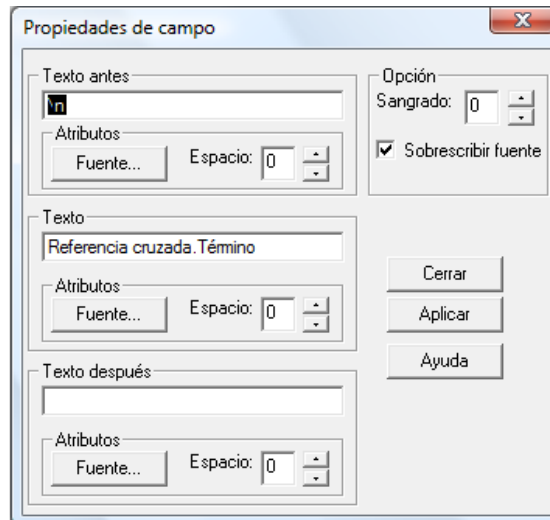 Propiedades de campo
X
Texto antes
\n
Atributos
Fuente...
Espacio: 0
Texto
Referencia cruzada.Término
Atributos
Fuente...
Espacio: 0
Texto después
Atributos
Fuente...
Espacio: 0
Opción
Sangrado: 0
Sobrescribir fuente
Cerrar
Aplicar
Ayuda